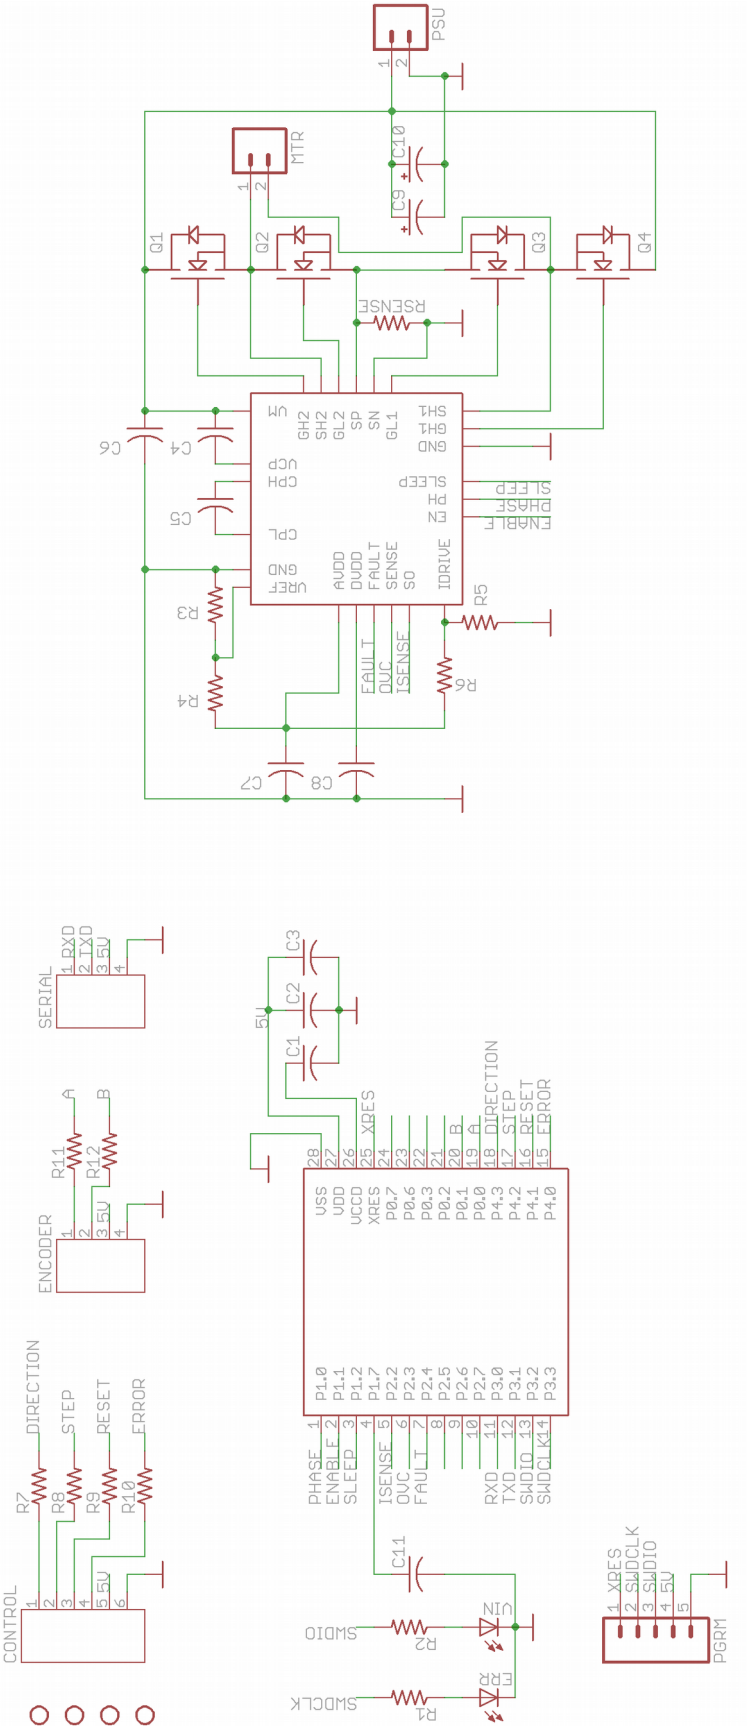 PSU
1
2
C10
C9
MTR
1
2
Q1
Q2
Q3
Q4
RSENSE
C6
C4
C5
VM
GH2
SH2
GL2
SP
SN
GL1
SH1
GH1
GND
VCP
CPH
CPL
GND
VREF
SLEEP
PH
EN
SLEEP
PHASE
ENABLE
AVDD
DVDD
FAULT
SENSE
SO
IDRIVE
FAULT
OVC
ISENSE
R3
R4
R5
R6
C7
C8
SERIAL
1 RXD
2 TXD
3 5V
4
C3
C2
C1
5V
A
B
R11
R12
ENCODER
1
2
3 5V
4
XRES
B
A
DIRECTION
STEP
RESET
ERROR
28
27
26
25
24
23
22
21
20
19
18
17
16
15
VSS
VDD
VCCD
XRES
P0.7
P0.6
P0.3
P0.2
P0.1
P0.0
P4.3
P4.2
P4.1
P4.0
P1.0
P1.1
P1.2
P1.7
P2.2
P2.3
P2.4
P2.5
P2.6
P2.7
P3.0
P3.1
P3.2
P3.3
1
2
3
4
5
6
7
8
9
10
11
12
13
14
PHASE
ENABLE
SLEEP
ISENSE
OVC
FAULT
RXD
TXD
SWDIO
SWDCLK
DIRECTION
STEP
RESET
ERROR
R7
R8
R9
R10
CONTROL
1
2
3
4
5 5V
6
C11
SWDIO
R2
VIN
SWDCLK
R1
ERR
PGRM
1 XRES
2 SWDCLK
3 SWDIO
4 5V
5